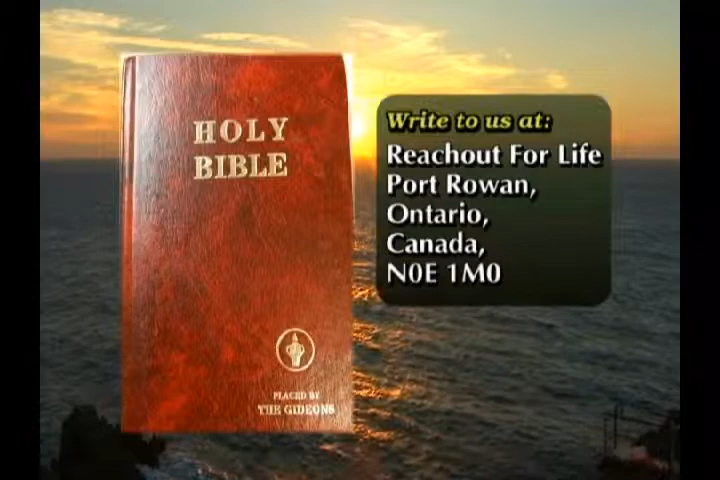 HOLY
BIBLE
PLACED BY
THE GIDEONS
Write to us at:
Reachout For Life
Port Rowan,
Ontario,
Canada,
N0E 1M0